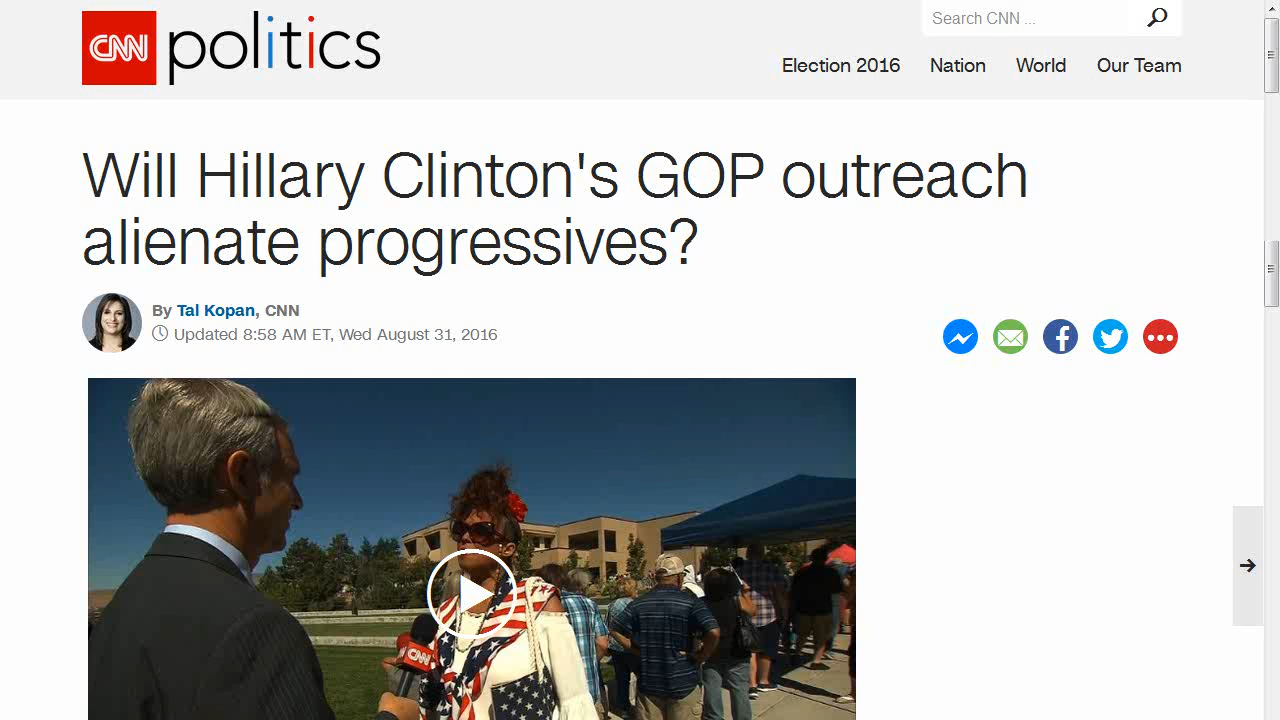 CNN politics
Search CNN ...
Election 2016 Nation World Our Team
Will Hillary Clinton's GOP outreach
alienate progressives?
By Tal Kopan, CNN
Updated 8:58 AM ET, Wed August 31, 2016
CNN